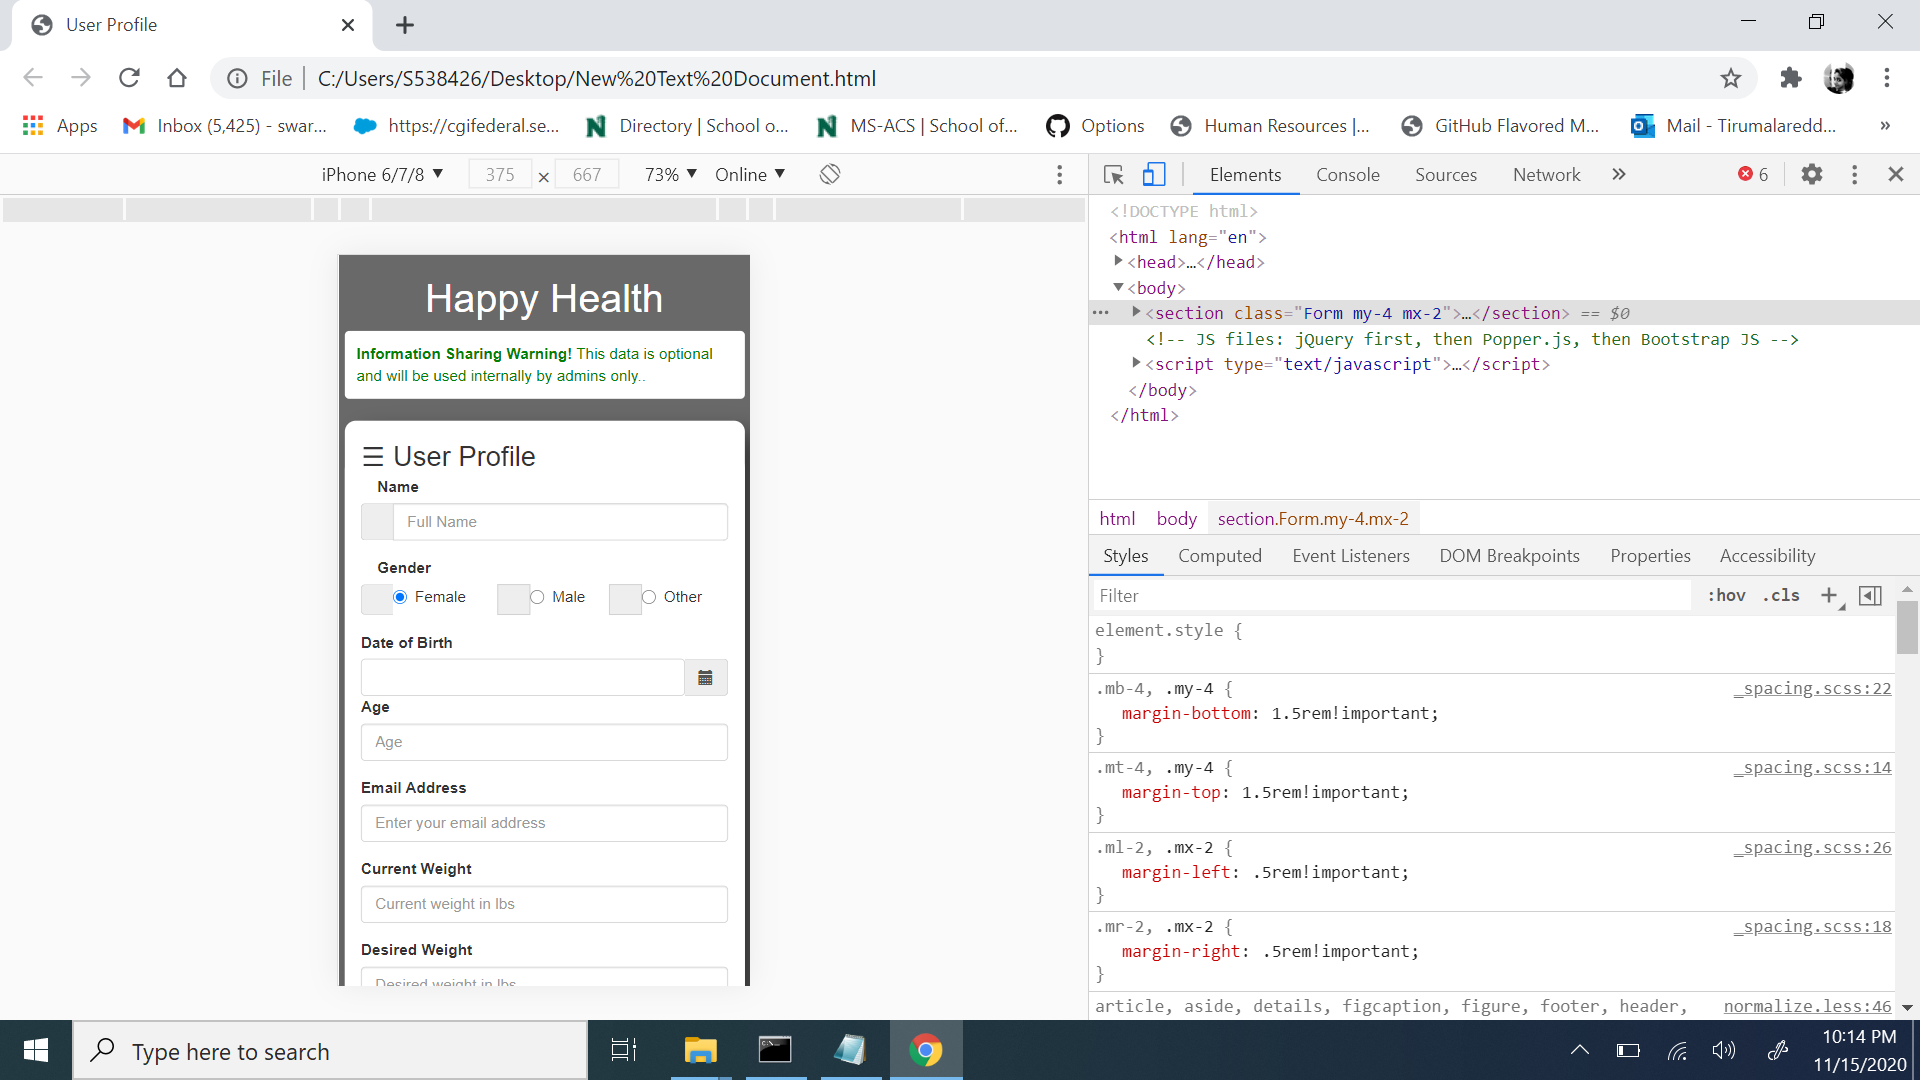 User Profile
File C:/Users/S538426/Desktop/New%20Text%20Document.html
Apps Inbox (5,425) - swar... https://cgifederal.se... Directory | School o... MS-ACS | School of... Options Human Resources |... GitHub Flavored M... Mail - Tirumalaredd... »
iPhone 6/7/8 ▼ 375 × 667 73% ▼ Online ▼
Happy Health
Information Sharing Warning! This data is optional
and will be used internally by admins only..
☰ User Profile
Name
Full Name
Gender
Female Male Other
Date of Birth
Age
Age
Email Address
Enter your email address
Current Weight
Current weight in lbs
Desired Weight
Desired weight in lbs
Elements Console Sources Network » 6
<!DOCTYPE html>
<html lang="en">
<head>…</head>
<body>
<section class="Form my-4 mx-2">…</section> == $0
<!-- JS files: jQuery first, then Popper.js, then Bootstrap JS -->
<script type="text/javascript">…</script>
</body>
</html>
html body section.Form.my-4.mx-2
Styles Computed Event Listeners DOM Breakpoints Properties Accessibility
Filter :hov .cls +
element.style {
}
.mb-4, .my-4 { _spacing.scss:22
margin-bottom: 1.5rem!important;
}
.mt-4, .my-4 { _spacing.scss:14
margin-top: 1.5rem!important;
}
.ml-2, .mx-2 { _spacing.scss:26
margin-left: .5rem!important;
}
.mr-2, .mx-2 { _spacing.scss:18
margin-right: .5rem!important;
}
article, aside, details, figcaption, figure, footer, header, normalize.less:46
Type here to search
10:14 PM
11/15/2020